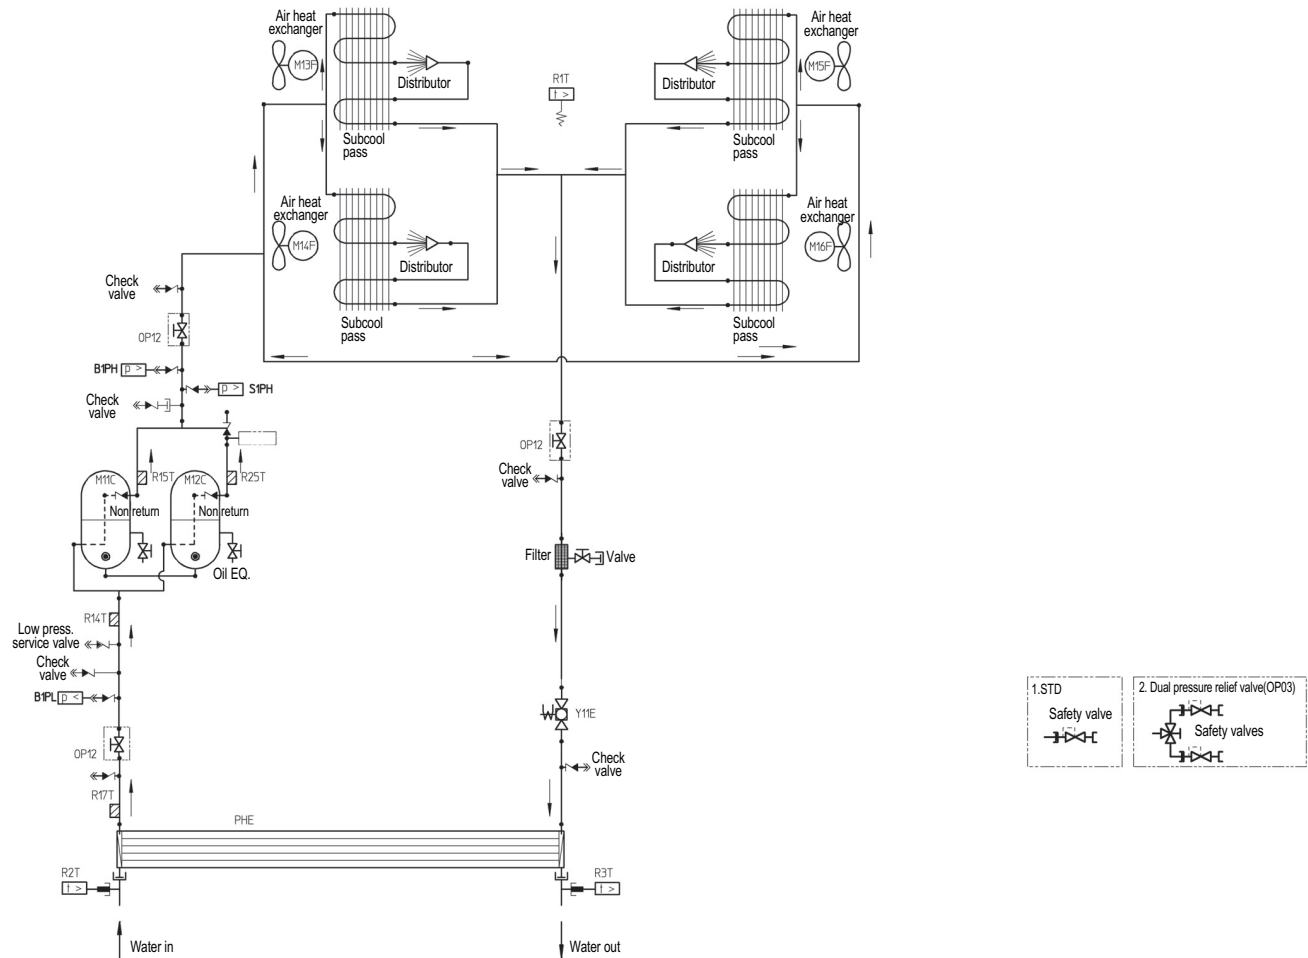 Air heat
exchanger
M13F
Distributor
Subcool
pass
R1T
t >
Air heat
exchanger
M15F
Distributor
Subcool
pass
Air heat
exchanger
M14F
Distributor
Subcool
pass
Air heat
exchanger
M16F
Distributor
Subcool
pass
Check
valve
OP12
B1PH
p >
S1PH
p >
Check
valve
M11C
R15T
M12C
R25T
Non return
Non return
Oil EQ.
OP12
Check
valve
Filter
Valve
R14T
Low press.
service valve
Check
valve
B1PL
p <
OP12
R17T
Y11E
Check
valve
PHE
R2T
t >
R3T
t >
Water in
Water out
1.STD
Safety valve
2. Dual pressure relief valve(OP03)
Safety valves